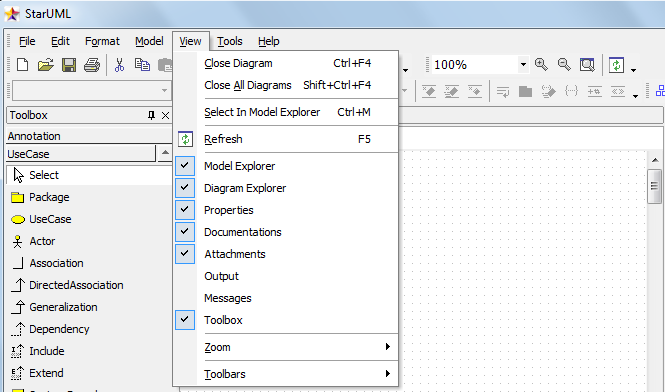 StarUML
File Edit Format Model View Tools Help
100%
Toolbox
Annotation
UseCase
Select
Package
UseCase
Actor
Association
DirectedAssociation
Generalization
Dependency
Include
Extend
Close Diagram Ctrl+F4
Close All Diagrams Shift+Ctrl+F4
Select In Model Explorer Ctrl+M
Refresh F5
Model Explorer
Diagram Explorer
Properties
Documentations
Attachments
Output
Messages
Toolbox
Zoom
Toolbars